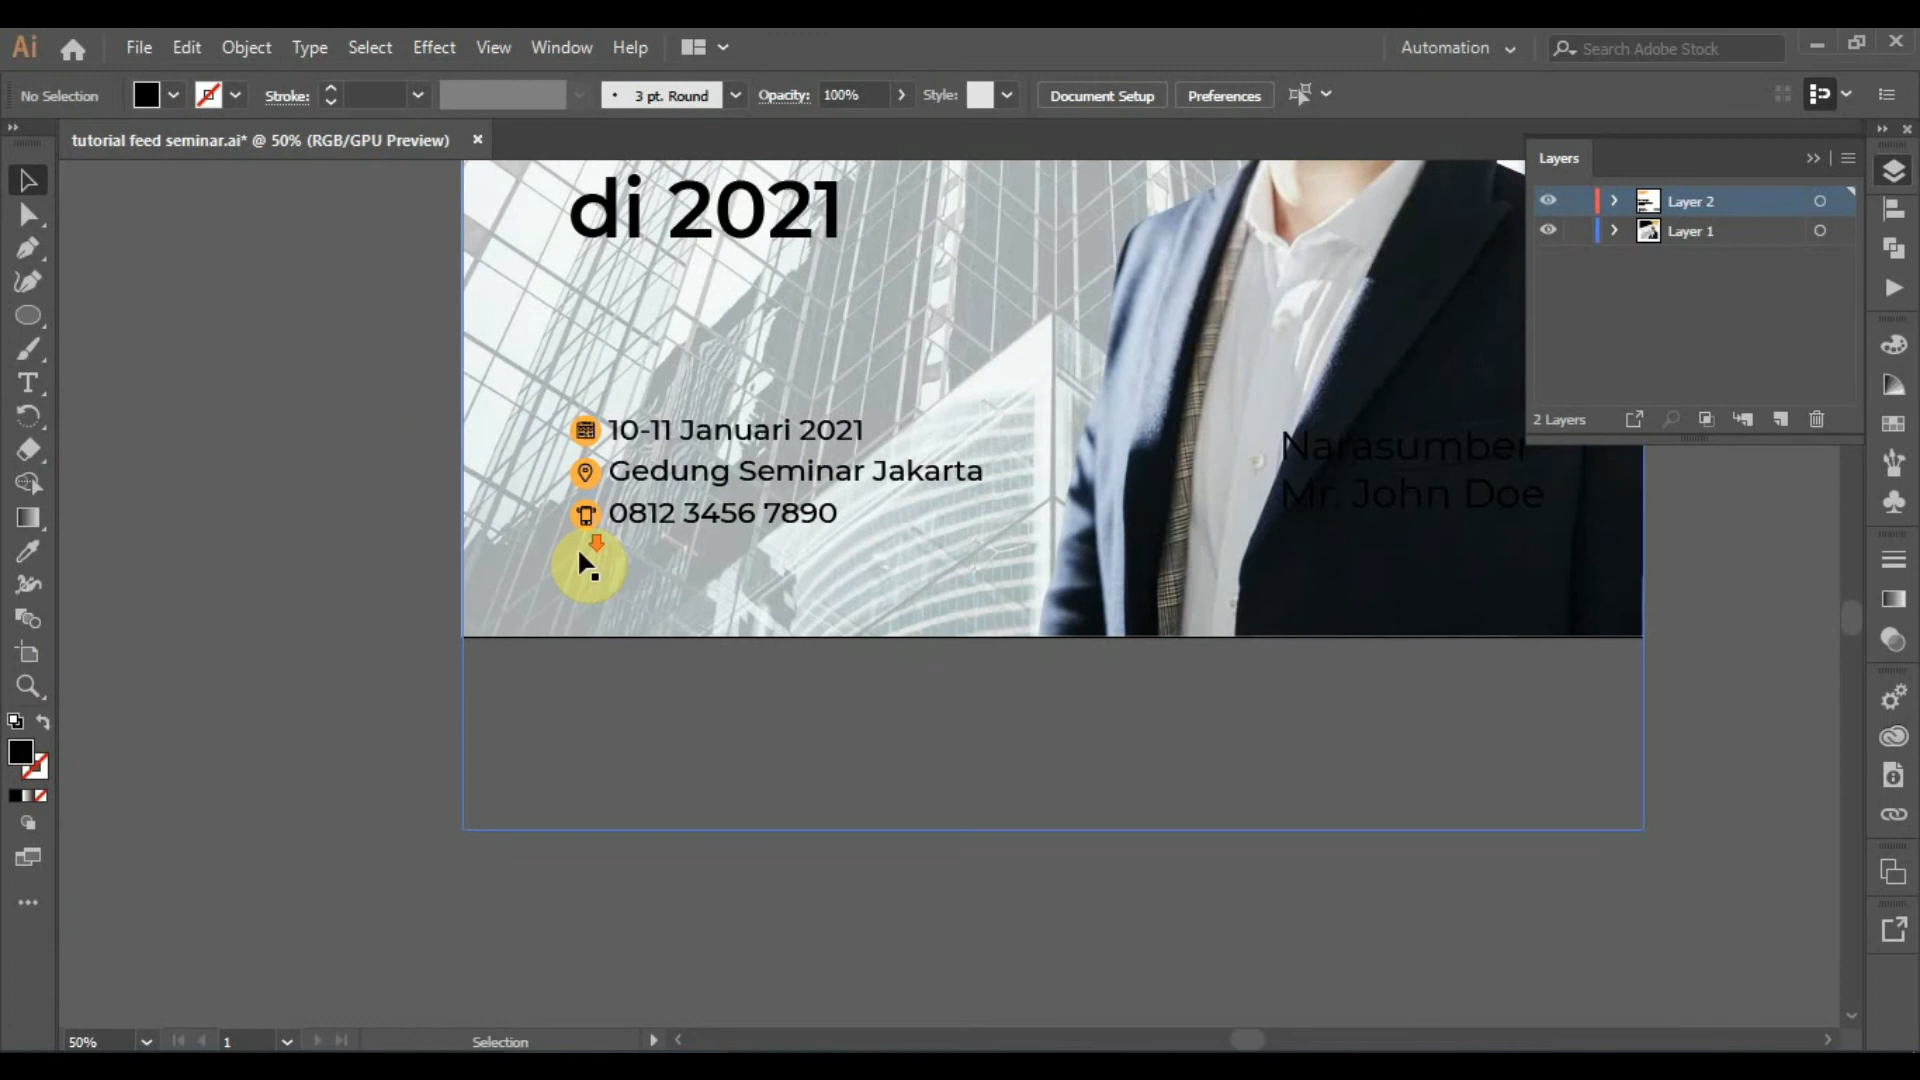 Ai
File Edit Object Type Select Effect View Window Help
Automation
Search Adobe Stock
No Selection
Stroke:
3 pt. Round
Opacity: 100%
Style:
Document Setup
Preferences
tutorial feed seminar.ai* @ 50% (RGB/GPU Preview)
Layers
Layer 2
Layer 1
2 Layers
di 2021
10-11 Januari 2021
Gedung Seminar Jakarta
0812 3456 7890
Narasumber
Mr. John Doe
50%
1
Selection